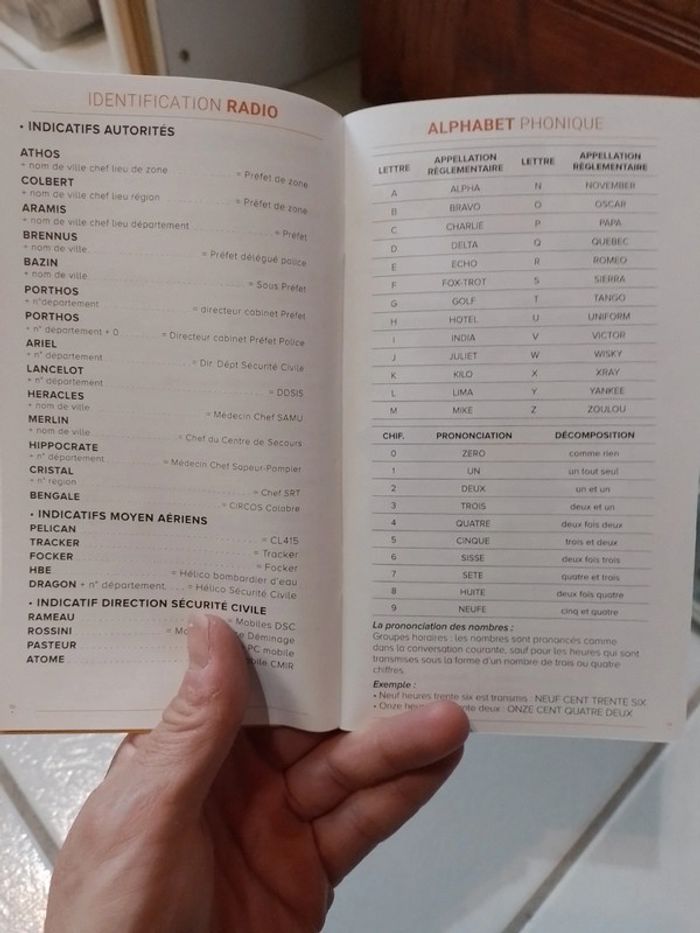 IDENTIFICATION RADIO
• INDICATIFS AUTORITÉS
ATHOS
+ nom de ville chef lieu de zone = Préfet de zone
COLBERT
+ nom de ville chef lieu région = Préfet de zone
ARAMIS
+ nom de ville chef lieu département = Préfet
BRENNUS
+ nom de ville = Préfet délégué police
BAZIN
+ nom de ville = Sous Préfet
PORTHOS
+ n°département = directeur cabinet Préfet
PORTHOS
+ n° département + 0 = Directeur cabinet Préfet Police
ARIEL
+ n° département = Dir. Dépt Sécurité Civile
LANCELOT
+ n° département = DDSIS
HERACLES
+ nom de ville = Médecin Chef SAMU
MERLIN
+ nom de ville = Chef du Centre de Secours
HIPPOCRATE
+ n° département = Médecin Chef Sapeur-Pompier
CRISTAL
+ n° région = Chef SRT
BENGALE = CIRCOS Calabre
• INDICATIFS MOYEN AÉRIENS
PELICAN = CL415
TRACKER = Tracker
FOCKER = Focker
HBE = Hélico bombardier d'eau
DRAGON + n° département = Hélico Sécurité Civile
• INDICATIF DIRECTION SÉCURITÉ CIVILE
RAMEAU = Mobiles DSC
ROSSINI Déminage
PASTEUR PC mobile
ATOME CMIR
ALPHABET PHONIQUE
LETTRE APPELLATION RÉGLEMENTAIRE LETTRE APPELLATION RÉGLEMENTAIRE
A ALPHA N NOVEMBER
B BRAVO O OSCAR
C CHARLIE P PAPA
D DELTA Q QUEBEC
E ECHO R ROMEO
F FOX-TROT S SIERRA
G GOLF T TANGO
H HOTEL U UNIFORM
I INDIA V VICTOR
J JULIET W WISKY
K KILO X XRAY
L LIMA Y YANKEE
M MIKE Z ZOULOU
CHIF. PRONONCIATION DÉCOMPOSITION
0 ZERO comme rien
1 UN un tout seul
2 DEUX un et un
3 TROIS deux et un
4 QUATRE deux fois deux
5 CINQUE trois et deux
6 SISSE deux fois trois
7 SETE quatre et trois
8 HUITE deux fois quatre
9 NEUFE cinq et quatre
La prononciation des nombres :
Groupes horaires : les nombres sont prononcés comme
dans la conversation courante, sauf pour les heures qui sont
transmises sous la forme d'un nombre de trois ou quatre
chiffres.
Exemple :
• Neuf heures trente six est transmis : NEUF CENT TRENTE SIX
• Onze deux : ONZE CENT QUATRE DEUX